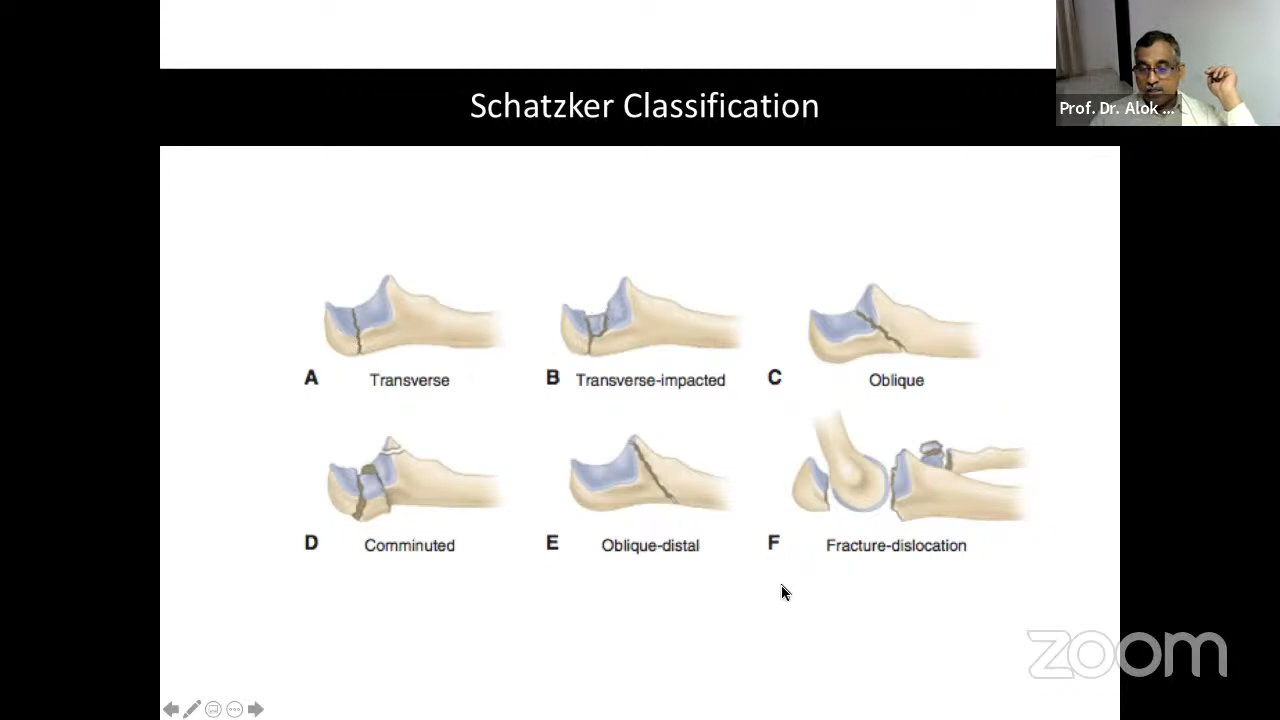 Schatzker Classification
Prof. Dr. Alok ...
A Transverse
B Transverse-impacted
C Oblique
D Comminuted
E Oblique-distal
F Fracture-dislocation
zoom